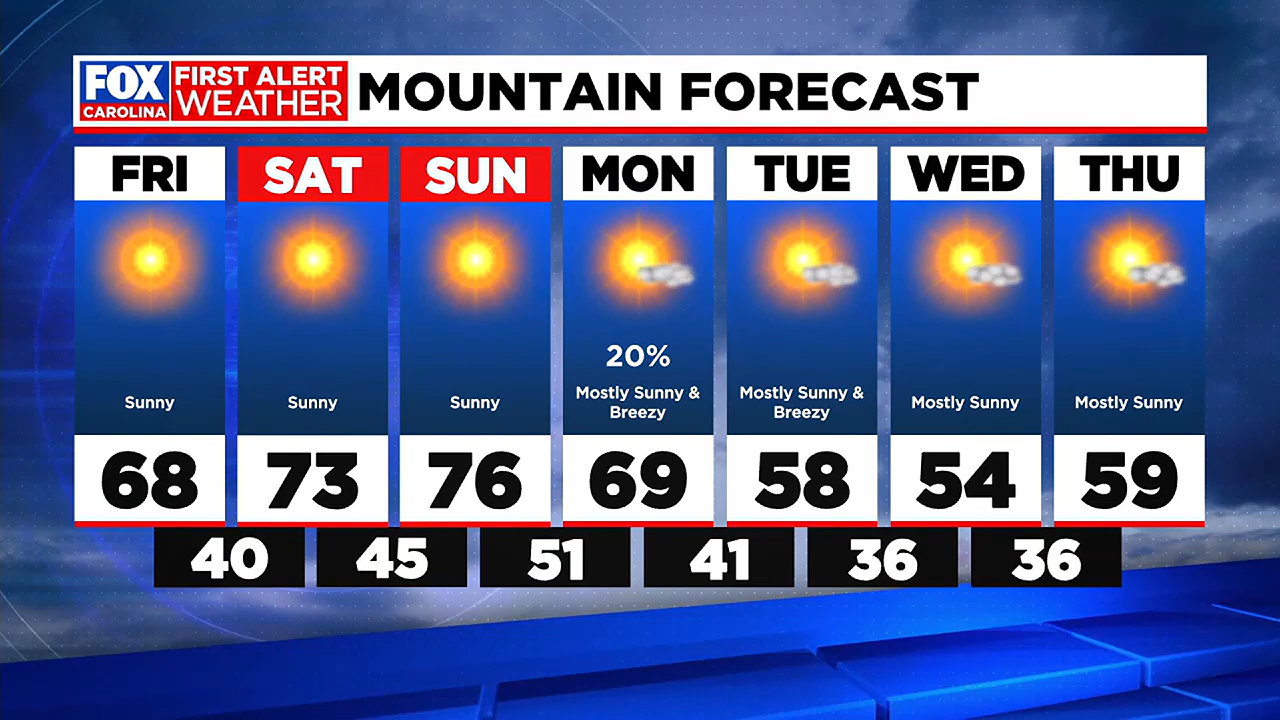 FOX
CAROLINA
FIRST ALERT
WEATHER
MOUNTAIN FORECAST
FRI
SAT
SUN
MON
TUE
WED
THU
20%
Sunny
Sunny
Sunny
Mostly Sunny &
Breezy
Mostly Sunny &
Breezy
Mostly Sunny
Mostly Sunny
68
73
76
69
58
54
59
40
45
51
41
36
36